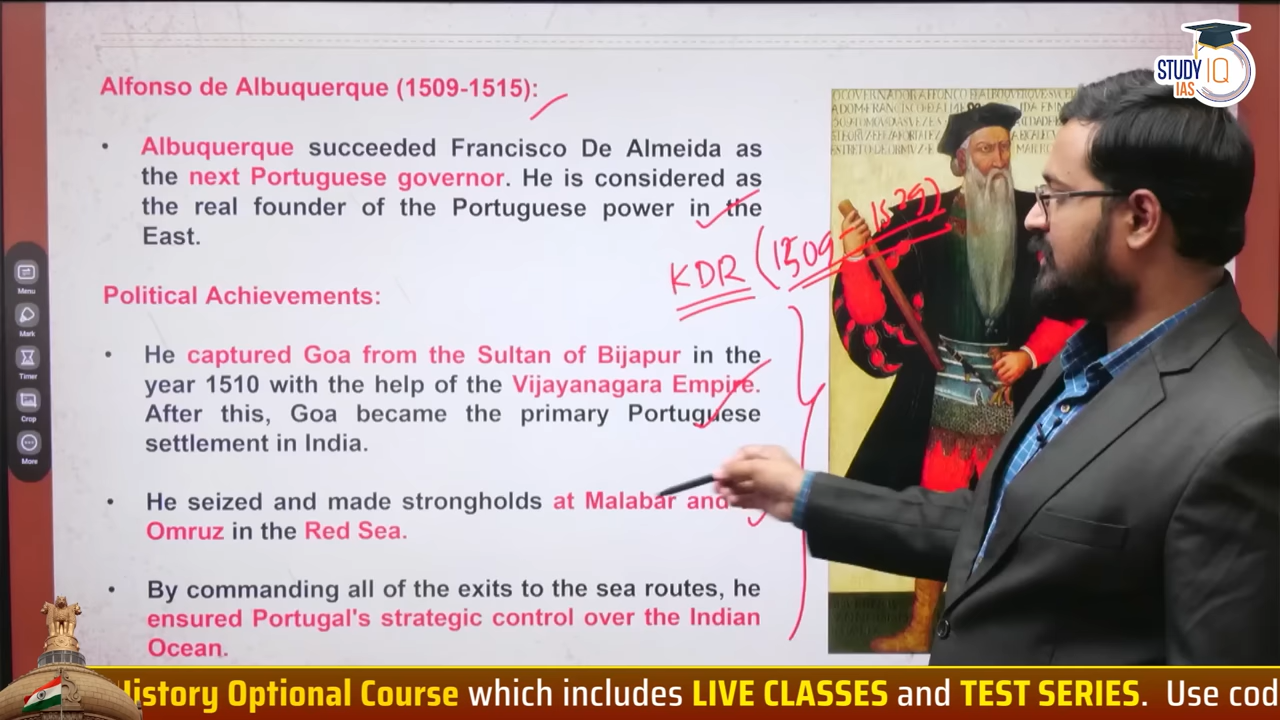 STUDY IQ
IAS
Alfonso de Albuquerque (1509-1515):
• Albuquerque succeeded Francisco De Almeida as
the next Portuguese governor. He is considered as
the real founder of the Portuguese power in the
East.
KDR (1509 - 1529)
Political Achievements:
• He captured Goa from the Sultan of Bijapur in the
year 1510 with the help of the Vijayanagara Empire.
After this, Goa became the primary Portuguese
settlement in India.
• He seized and made strongholds at Malabar and
Omruz in the Red Sea.
• By commanding all of the exits to the sea routes, he
ensured Portugal's strategic control over the Indian
Ocean.
Menu
Mark
Timer
Crop
More
History Optional Course which includes LIVE CLASSES and TEST SERIES. Use cod